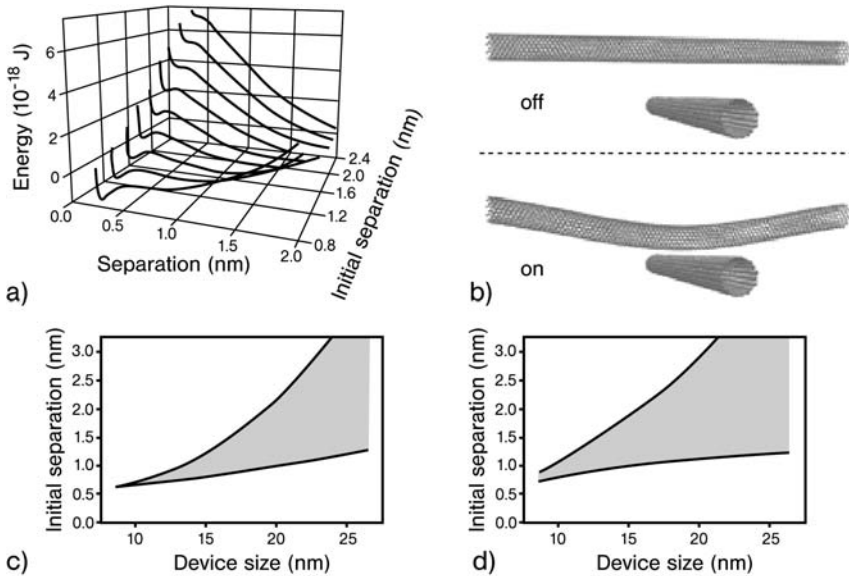 6
4
2
0
Energy (10⁻¹⁸ J)
0.0
0.5
1.0
1.5
2.0
Separation (nm)
2.4
2.0
1.6
1.2
0.8
Initial separation (nm)
a)
off
on
b)
3.0
2.5
2.0
1.5
1.0
0.5
0.0
Initial separation (nm)
10 15 20 25
Device size (nm)
c)
3.0
2.5
2.0
1.5
1.0
0.5
0.0
Initial separation (nm)
10 15 20 25
Device size (nm)
d)